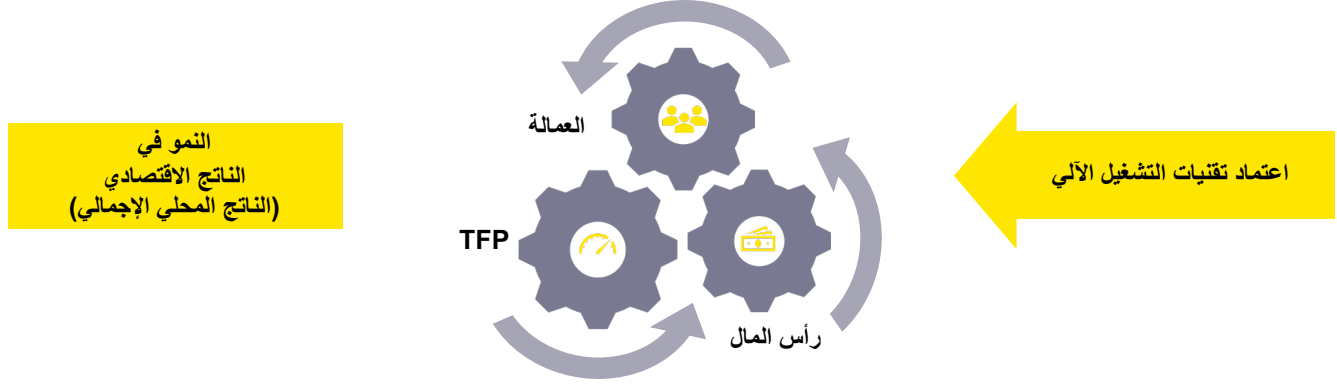 اعتماد تقنيات التشغيل الآلي
العمالة
TFP
رأس المال
النمو في
الناتج الاقتصادي
(الناتج المحلي الإجمالي)